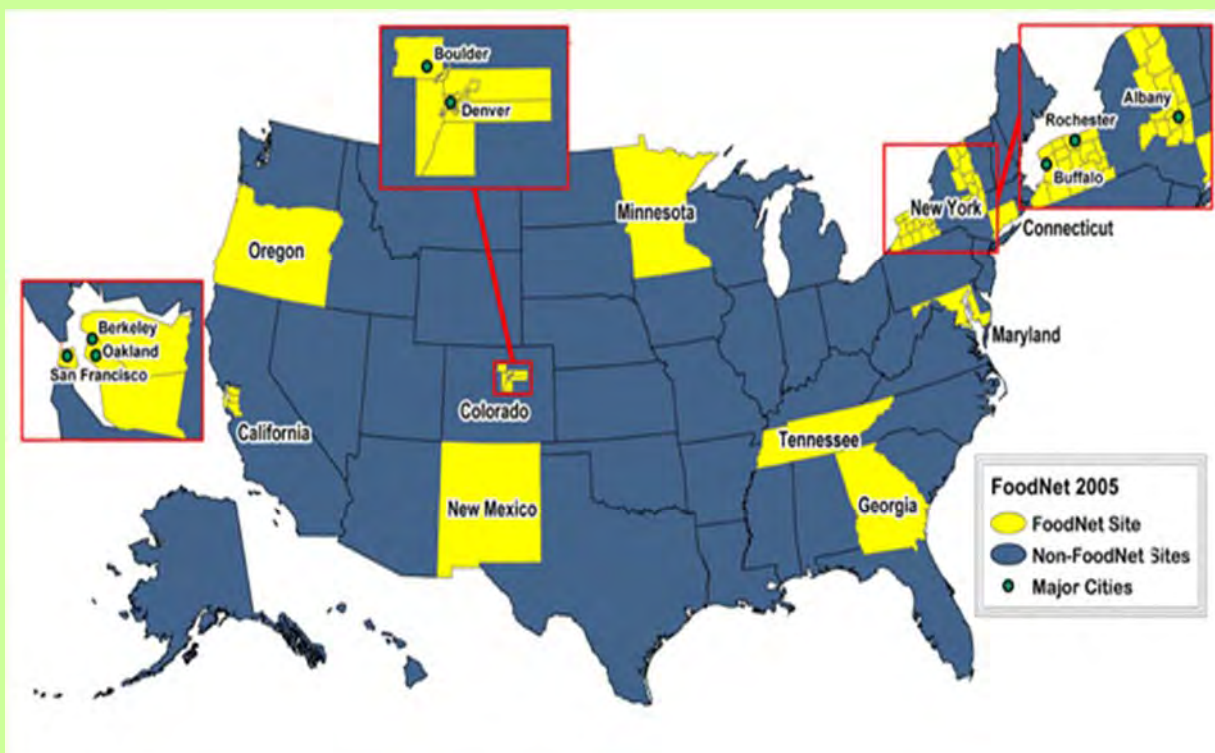 Boulder
Denver
Albany
Rochester
Buffalo
New York
Connecticut
Minnesota
Oregon
Berkeley
Oakland
San Francisco
Maryland
Colorado
California
Tennessee
New Mexico
Georgia
FoodNet 2005
FoodNet Site
Non-FoodNet Sites
Major Cities